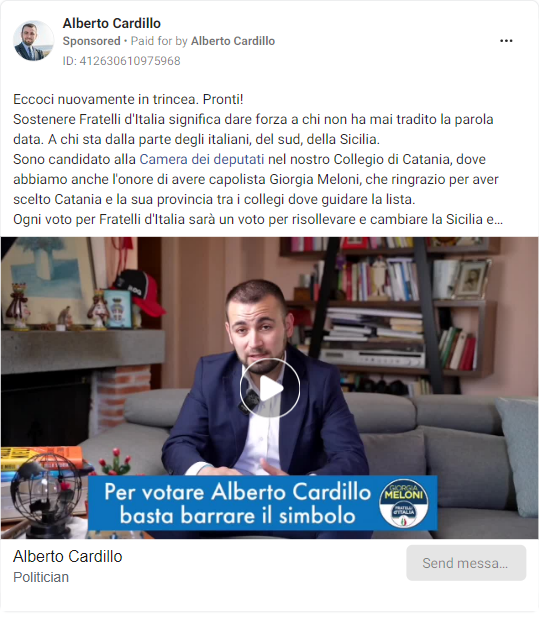 Alberto Cardillo
Sponsored • Paid for by Alberto Cardillo
ID: 412630610975968
Eccoci nuovamente in trincea. Pronti!
Sostenere Fratelli d'Italia significa dare forza a chi non ha mai tradito la parola
data. A chi sta dalla parte degli italiani, del sud, della Sicilia.
Sono candidato alla Camera dei deputati nel nostro Collegio di Catania, dove
abbiamo anche l'onore di avere capolista Giorgia Meloni, che ringrazio per aver
scelto Catania e la sua provincia tra i collegi dove guidare la lista.
Ogni voto per Fratelli d'Italia sarà un voto per risollevare e cambiare la Sicilia e...
Per votare Alberto Cardillo
basta barrare il simbolo
GIORGIA
MELONI
FRATELLI
d'ITALIA
Alberto Cardillo
Politician
Send messa...